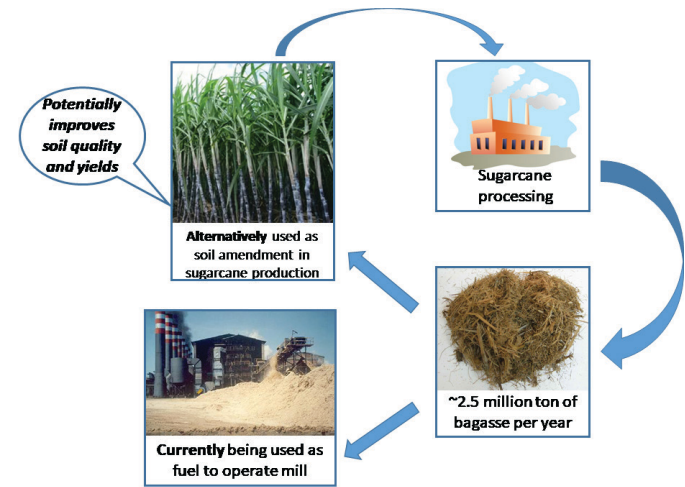 Potentially
improves
soil quality
and yields
Alternatively used as
soil amendment in
sugarcane production
Sugarcane
processing
~2.5 million ton of
bagasse per year
Currently being used as
fuel to operate mill